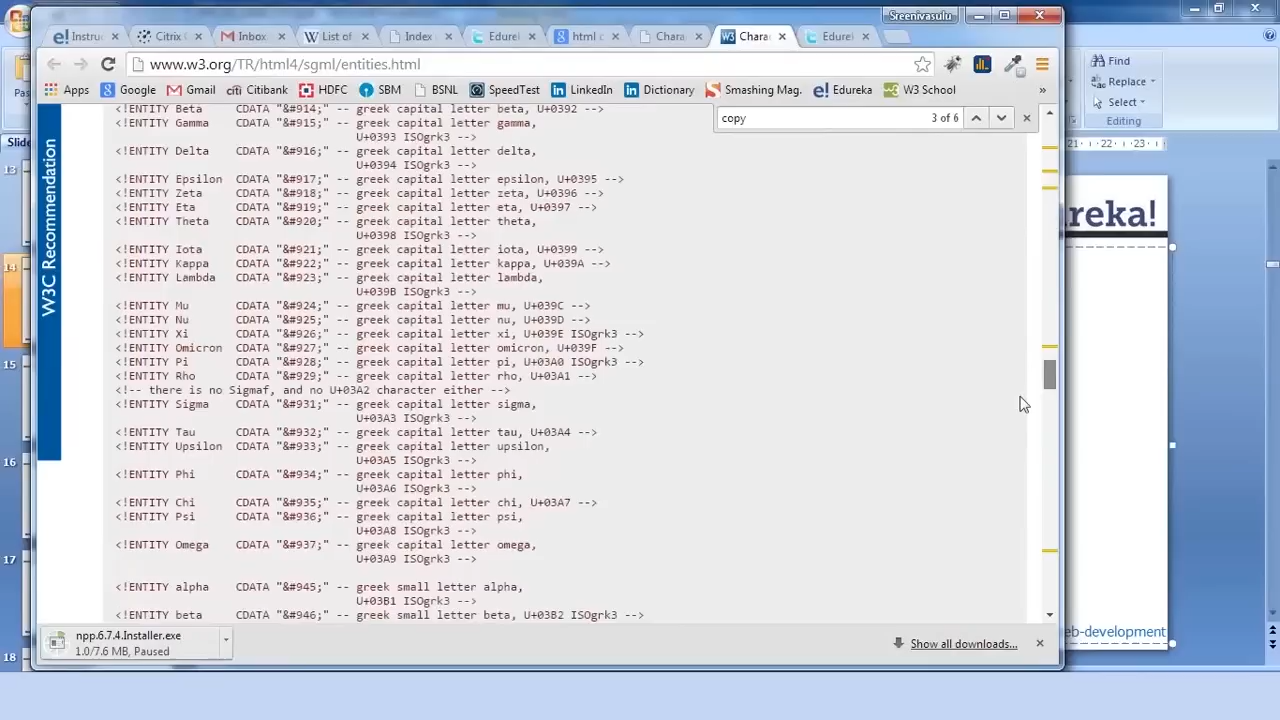 Sreenivasulu
e! Instru
Citrix
Inbox
List of
Index
Edurel
html c
Chara
W3 Chara
Edurel
www.w3.org/TR/html4/sgml/entities.html
Apps
Google
Gmail
Citibank
HDFC
SBM
BSNL
SpeedTest
LinkedIn
Dictionary
Smashing Mag.
e! Edureka
W3 School
»
copy 3 of 6
W3C Recommendation
<!ENTITY Beta CDATA "&#914;" -- greek capital letter beta, U+0392 -->
<!ENTITY Gamma CDATA "&#915;" -- greek capital letter gamma,
U+0393 ISOgrk3 -->
<!ENTITY Delta CDATA "&#916;" -- greek capital letter delta,
U+0394 ISOgrk3 -->
<!ENTITY Epsilon CDATA "&#917;" -- greek capital letter epsilon, U+0395 -->
<!ENTITY Zeta CDATA "&#918;" -- greek capital letter zeta, U+0396 -->
<!ENTITY Eta CDATA "&#919;" -- greek capital letter eta, U+0397 -->
<!ENTITY Theta CDATA "&#920;" -- greek capital letter theta,
U+0398 ISOgrk3 -->
<!ENTITY Iota CDATA "&#921;" -- greek capital letter iota, U+0399 -->
<!ENTITY Kappa CDATA "&#922;" -- greek capital letter kappa, U+039A -->
<!ENTITY Lambda CDATA "&#923;" -- greek capital letter lambda,
U+039B ISOgrk3 -->
<!ENTITY Mu CDATA "&#924;" -- greek capital letter mu, U+039C -->
<!ENTITY Nu CDATA "&#925;" -- greek capital letter nu, U+039D -->
<!ENTITY Xi CDATA "&#926;" -- greek capital letter xi, U+039E ISOgrk3 -->
<!ENTITY Omicron CDATA "&#927;" -- greek capital letter omicron, U+039F -->
<!ENTITY Pi CDATA "&#928;" -- greek capital letter pi, U+03A0 ISOgrk3 -->
<!ENTITY Rho CDATA "&#929;" -- greek capital letter rho, U+03A1 -->
<!-- there is no Sigmaf, and no U+03A2 character either -->
<!ENTITY Sigma CDATA "&#931;" -- greek capital letter sigma,
U+03A3 ISOgrk3 -->
<!ENTITY Tau CDATA "&#932;" -- greek capital letter tau, U+03A4 -->
<!ENTITY Upsilon CDATA "&#933;" -- greek capital letter upsilon,
U+03A5 ISOgrk3 -->
<!ENTITY Phi CDATA "&#934;" -- greek capital letter phi,
U+03A6 ISOgrk3 -->
<!ENTITY Chi CDATA "&#935;" -- greek capital letter chi, U+03A7 -->
<!ENTITY Psi CDATA "&#936;" -- greek capital letter psi,
U+03A8 ISOgrk3 -->
<!ENTITY Omega CDATA "&#937;" -- greek capital letter omega,
U+03A9 ISOgrk3 -->
<!ENTITY alpha CDATA "&#945;" -- greek small letter alpha,
U+03B1 ISOgrk3 -->
<!ENTITY beta CDATA "&#946;" -- greek small letter beta, U+03B2 ISOgrk3 -->
npp.6.7.4.Installer.exe
1.0/7.6 MB, Paused
Show all downloads...
Pas
Slide
13
14
15
16
17
18
Find
Replace
Select
Editing
21 22 23
reka!
eb-development